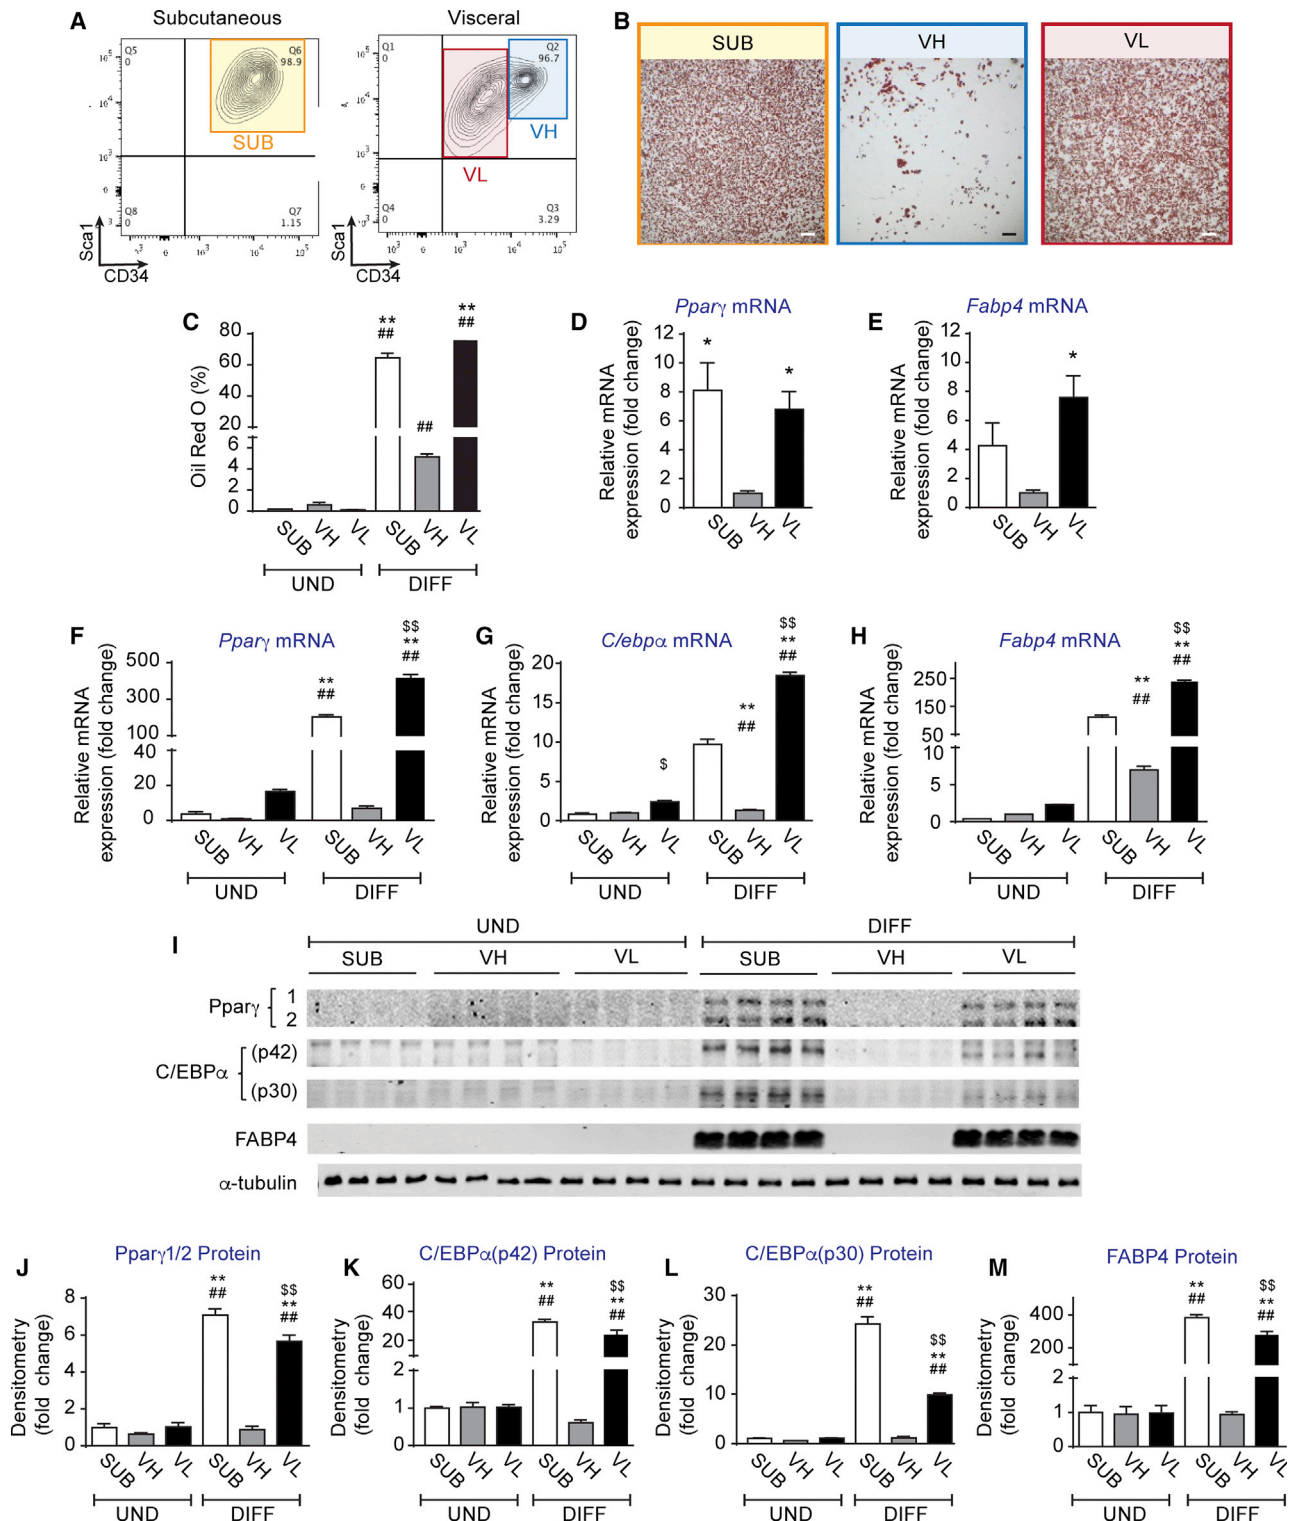 A
Subcutaneous
Visceral
Q5
0
Q6
98.9
SUB
Q8
0
Q7
1.15
Sca1
CD34
Q1
0
Q2
96.7
VH
VL
Q4
0
Q3
3.29
Sca1
CD34
B
SUB
VH
VL
C
Oil Red O (%)
80
60
40
20
6
4
2
0
**
##
##
**
##
SUB
VH
VL
SUB
VH
VL
UND
DIFF
D
Pparγ mRNA
Relative mRNA
expression (fold change)
12
10
8
6
4
2
0
*
*
SUB
VH
VL
E
Fabp4 mRNA
Relative mRNA
expression (fold change)
12
10
8
6
4
2
0
*
SUB
VH
VL
F
Pparγ mRNA
Relative mRNA
expression (fold change)
500
300
100
40
20
0
**
##
$$
**
##
SUB
VH
VL
SUB
VH
VL
UND
DIFF
G
C/ebpα mRNA
Relative mRNA
expression (fold change)
20
15
10
5
0
$
**
##
$$
**
##
SUB
VH
VL
SUB
VH
VL
UND
DIFF
H
Fabp4 mRNA
Relative mRNA
expression (fold change)
250
150
50
10
5
0
**
##
$$
**
##
SUB
VH
VL
SUB
VH
VL
UND
DIFF
I
UND
DIFF
SUB
VH
VL
SUB
VH
VL
Pparγ
1
2
C/EBPα
(p42)
(p30)
FABP4
α-tubulin
J
Pparγ1/2 Protein
Densitometry
(fold change)
8
6
4
2
0
**
##
$$
**
##
SUB
VH
VL
SUB
VH
VL
UND
DIFF
K
C/EBPα(p42) Protein
Densitometry
(fold change)
60
40
20
2
1
0
**
##
$$
**
##
SUB
VH
VL
SUB
VH
VL
UND
DIFF
L
C/EBPα(p30) Protein
Densitometry
(fold change)
30
20
10
0
**
##
$$
**
##
SUB
VH
VL
SUB
VH
VL
UND
DIFF
M
FABP4 Protein
Densitometry
(fold change)
400
200
2
1
0
**
##
$$
**
##
SUB
VH
VL
SUB
VH
VL
UND
DIFF